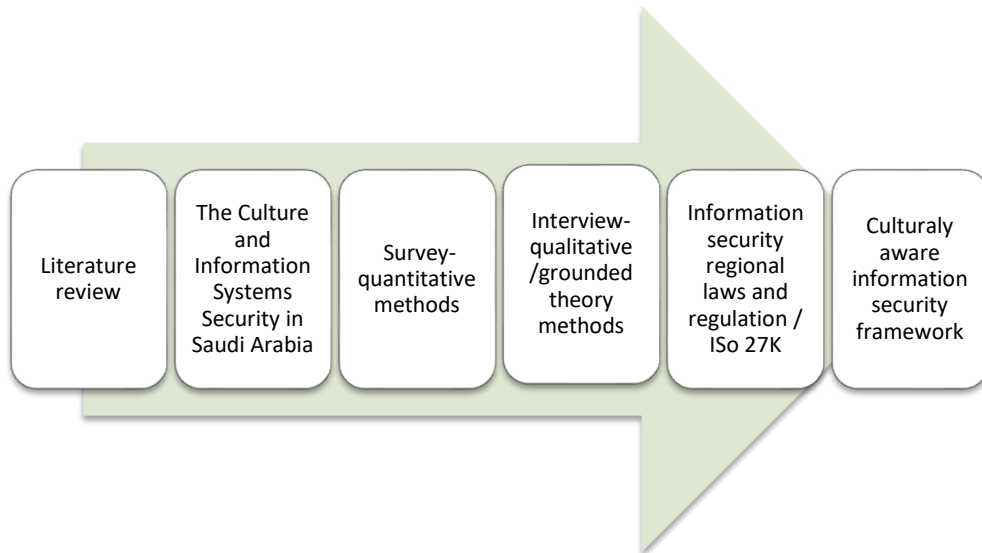 Literature
review
The Culture
and
Information
Systems
Security in
Saudi Arabia
Survey-
quantitative
methods
Interview-
qualitative
/grounded
theory
methods
Information
security
regional
laws and
regulation /
ISo 27K
Culturaly
aware
information
security
framework